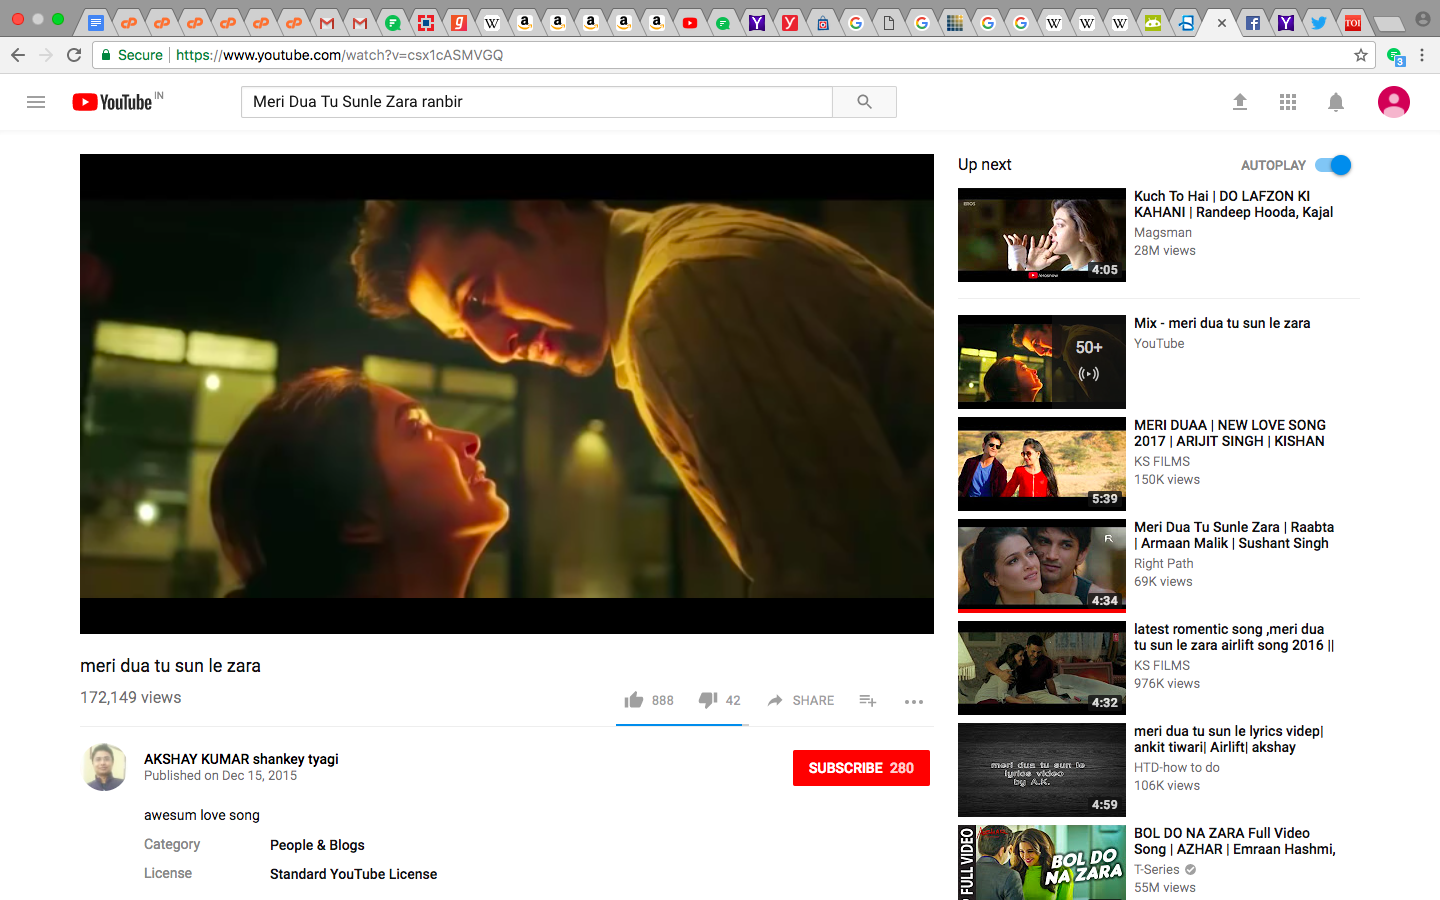 Secure
https://www.youtube.com/watch?v=csx1cASMVGQ
3
YouTube IN
Meri Dua Tu Sunle Zara ranbir
Up next
AUTOPLAY
Kuch To Hai | DO LAFZON KI
KAHANI | Randeep Hooda, Kajal
Magsman
28M views
4:05
50+
Mix - meri dua tu sun le zara
YouTube
MERI DUAA | NEW LOVE SONG
2017 | ARIJIT SINGH | KISHAN
KS FILMS
150K views
5:39
Meri Dua Tu Sunle Zara | Raabta
| Armaan Malik | Sushant Singh
Right Path
69K views
4:34
latest romentic song ,meri dua
tu sun le zara airlift song 2016 ||
KS FILMS
976K views
4:32
meri dua tu sun le
lyrics video
by A.K.
4:59
meri dua tu sun le lyrics videp|
ankit tiwari| Airlift| akshay
HTD-how to do
106K views
FULL VIDEO
BOL DO
NA ZARA
BOL DO NA ZARA Full Video
Song | AZHAR | Emraan Hashmi,
T-Series
55M views
meri dua tu sun le zara
172,149 views
888
42
SHARE
AKSHAY KUMAR shankey tyagi
Published on Dec 15, 2015
SUBSCRIBE 280
awesum love song
Category People & Blogs
License Standard YouTube License